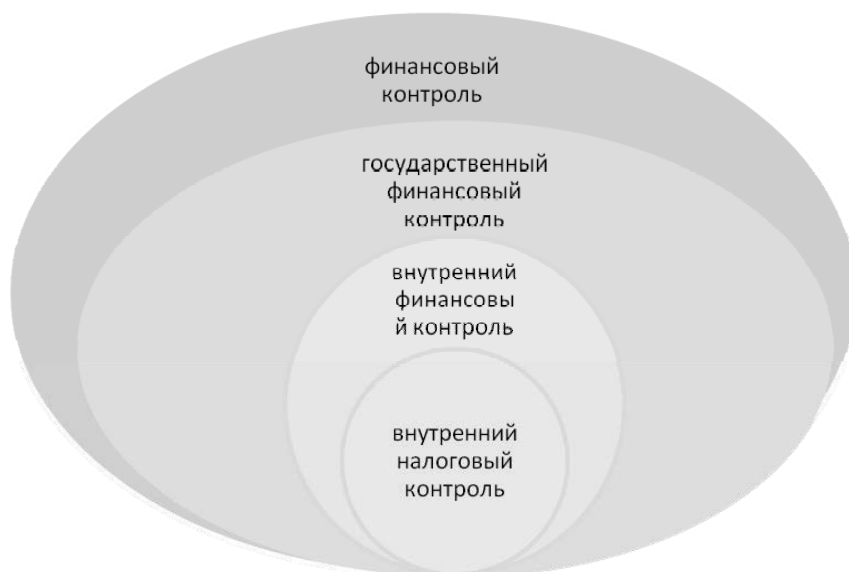 финансовый
контроль
государственный
финансовый
контроль
внутренний
финансовы
й контроль
внутренний
налоговый
контроль